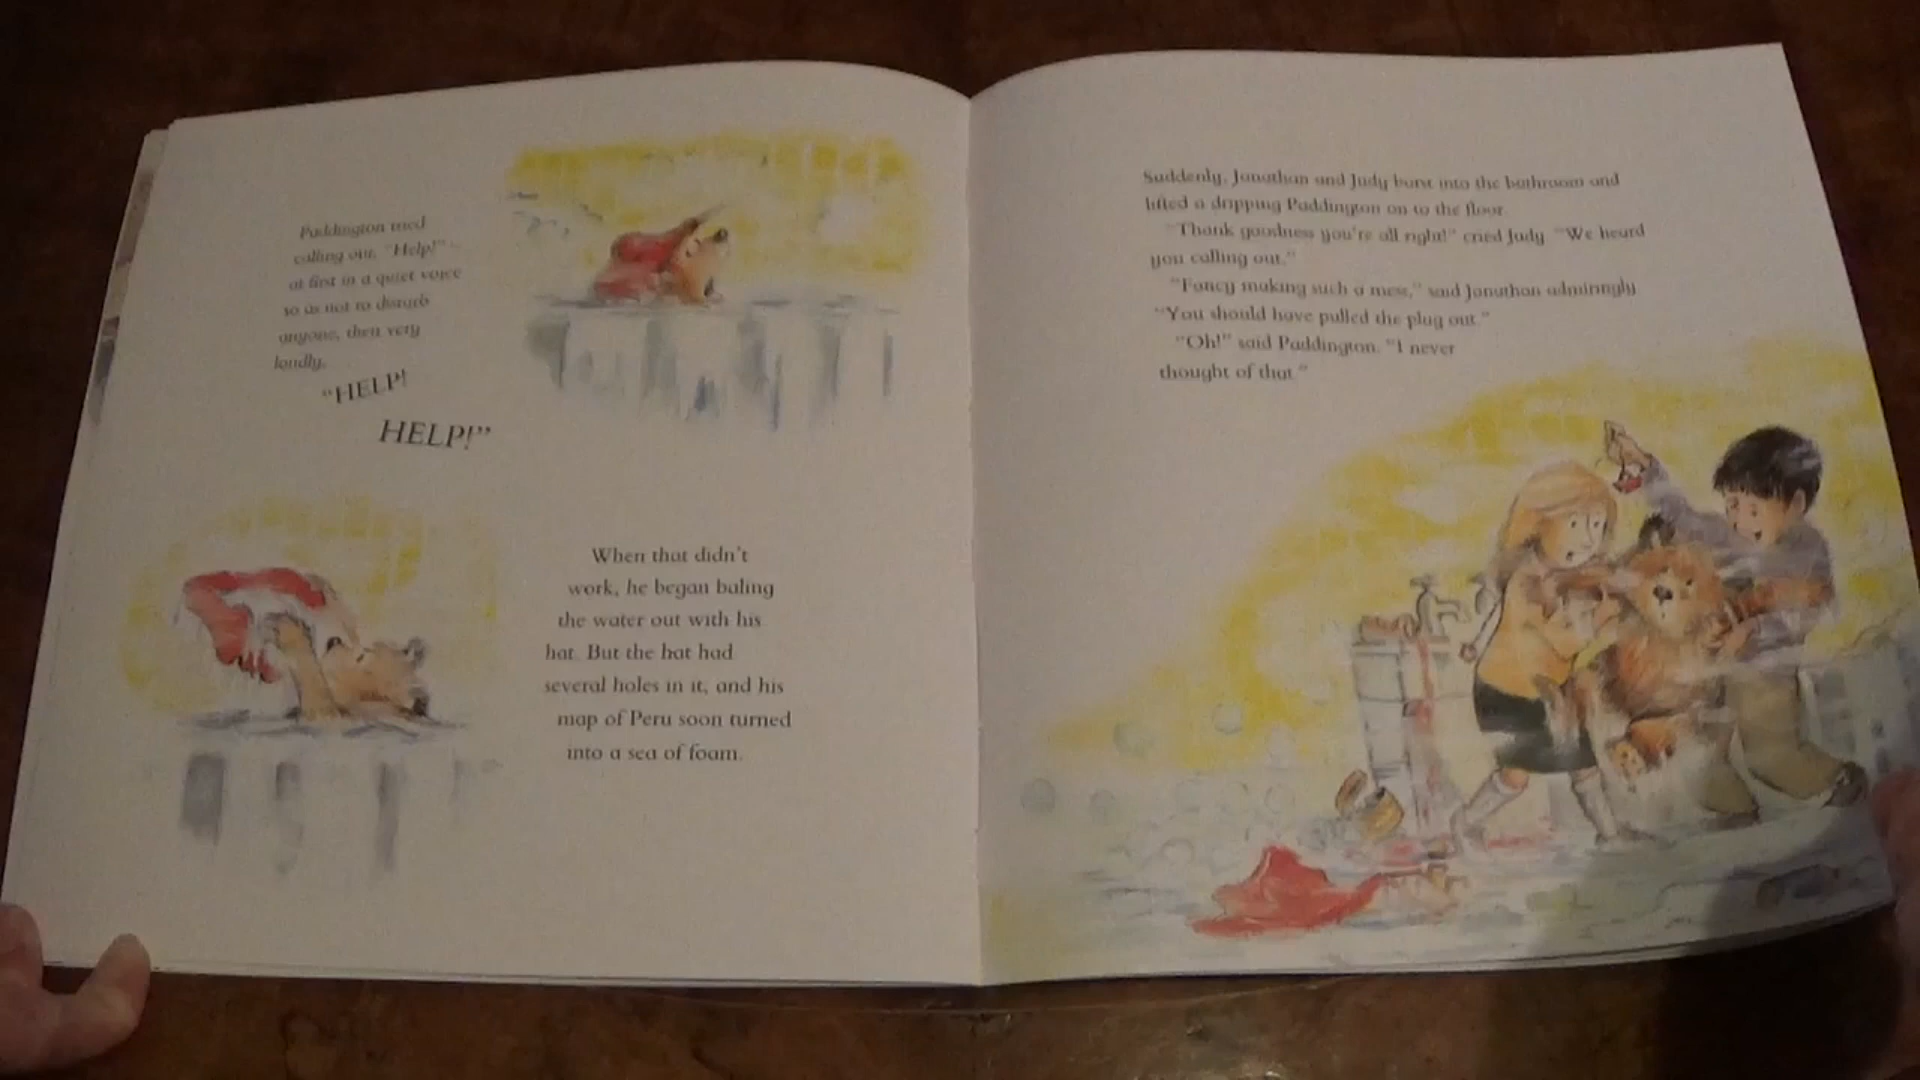 Paddington tried
calling out, "Help!" –
at first in a quiet voice
so as not to disturb
anyone, then very
loudly,
"HELP!
HELP!"
When that didn't
work, he began baling
the water out with his
hat. But the hat had
several holes in it, and his
map of Peru soon turned
into a sea of foam.
Suddenly, Jonathan and Judy burst into the bathroom and
lifted a dripping Paddington on to the floor.
"Thank goodness you're all right!" cried Judy. "We heard
you calling out."
"Fancy making such a mess," said Jonathan admiringly.
"You should have pulled the plug out."
"Oh!" said Paddington. "I never
thought of that."